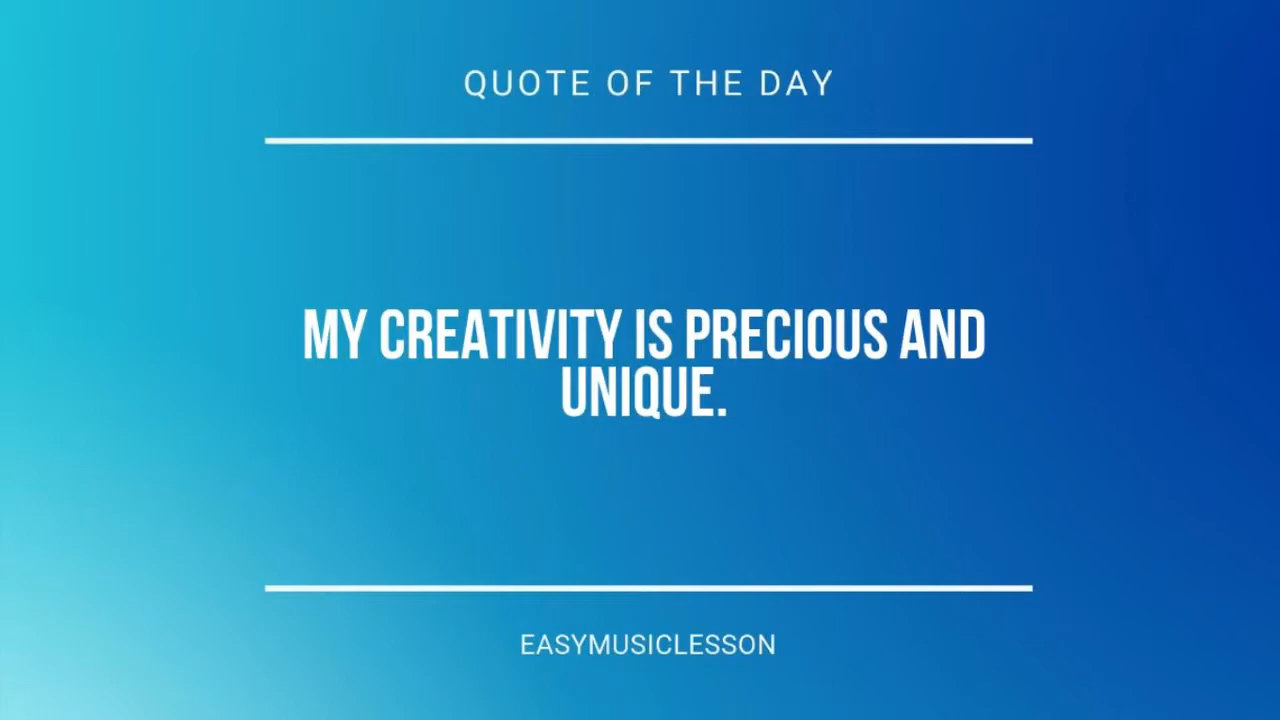 QUOTE OF THE DAY
MY CREATIVITY IS PRECIOUS AND
UNIQUE.
EASYMUSICLESSON